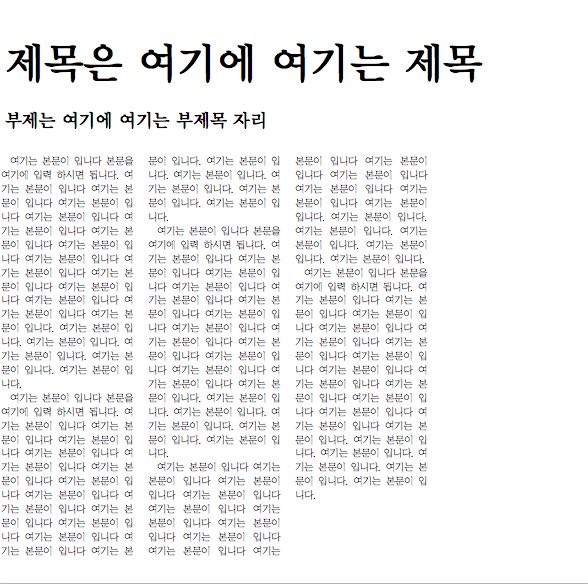 제목은 여기에 여기는 제목
부제는 여기에 여기는 부제목 자리
여기는 본문이 입니다 본문을
여기에 입력 하시면 됩니다. 여
기는 본문이 입니다 여기는 본
문이 입니다 여기는 본문이 입
니다 여기는 본문이 입니다 여
기는 본문이 입니다 여기는 본
문이 입니다 여기는 본문이 입
니다 여기는 본문이 입니다 여
기는 본문이 입니다 여기는 본
문이 입니다 여기는 본문이 입
니다 여기는 본문이 입니다 여
기는 본문이 입니다 여기는 본
문이 입니다. 여기는 본문이 입
니다. 여기는 본문이 입니다. 여
기는 본문이 입니다. 여기는 본
문이 입니다. 여기는 본문이 입
니다.
여기는 본문이 입니다 본문을
여기에 입력 하시면 됩니다. 여
기는 본문이 입니다 여기는 본
문이 입니다 여기는 본문이 입
니다 여기는 본문이 입니다 여
기는 본문이 입니다 여기는 본
문이 입니다 여기는 본문이 입
니다 여기는 본문이 입니다 여
기는 본문이 입니다 여기는 본
문이 입니다 여기는 본문이 입
니다 여기는 본문이 입니다 여
기는 본문이 입니다 여기는 본
문이 입니다. 여기는 본문이 입
니다. 여기는 본문이 입니다. 여
기는 본문이 입니다. 여기는 본
문이 입니다. 여기는 본문이 입
니다.
여기는 본문이 입니다 본문을
여기에 입력 하시면 됩니다. 여
기는 본문이 입니다 여기는 본
문이 입니다 여기는 본문이 입
니다 여기는 본문이 입니다 여
기는 본문이 입니다 여기는 본
문이 입니다 여기는 본문이 입
니다 여기는 본문이 입니다 여
기는 본문이 입니다 여기는 본
문이 입니다 여기는 본문이 입
니다 여기는 본문이 입니다 여
기는 본문이 입니다 여기는 본
문이 입니다. 여기는 본문이 입
니다. 여기는 본문이 입니다. 여
기는 본문이 입니다. 여기는 본
문이 입니다. 여기는 본문이 입
니다.
여기는 본문이 입니다 여기는
본문이 입니다 여기는 본문이
입니다 여기는 본문이 입니다
여기는 본문이 입니다 여기는
본문이 입니다 여기는 본문이
입니다 여기는 본문이 입니다
여기는 본문이 입니다 여기는
본문이 입니다 여기는 본문이
입니다 여기는 본문이 입니다
여기는 본문이 입니다 여기는
본문이 입니다. 여기는 본문이
입니다. 여기는 본문이 입니다.
여기는 본문이 입니다. 여기는
본문이 입니다. 여기는 본문이
입니다. 여기는 본문이 입니다.
여기는 본문이 입니다 본문을
여기에 입력 하시면 됩니다. 여
기는 본문이 입니다 여기는 본
문이 입니다 여기는 본문이 입
니다 여기는 본문이 입니다 여
기는 본문이 입니다 여기는 본
문이 입니다 여기는 본문이 입
니다 여기는 본문이 입니다 여
기는 본문이 입니다 여기는 본
문이 입니다 여기는 본문이 입
니다 여기는 본문이 입니다 여
기는 본문이 입니다 여기는 본
문이 입니다. 여기는 본문이 입
니다. 여기는 본문이 입니다. 여
기는 본문이 입니다. 여기는 본
문이 입니다. 여기는 본문이 입
니다.